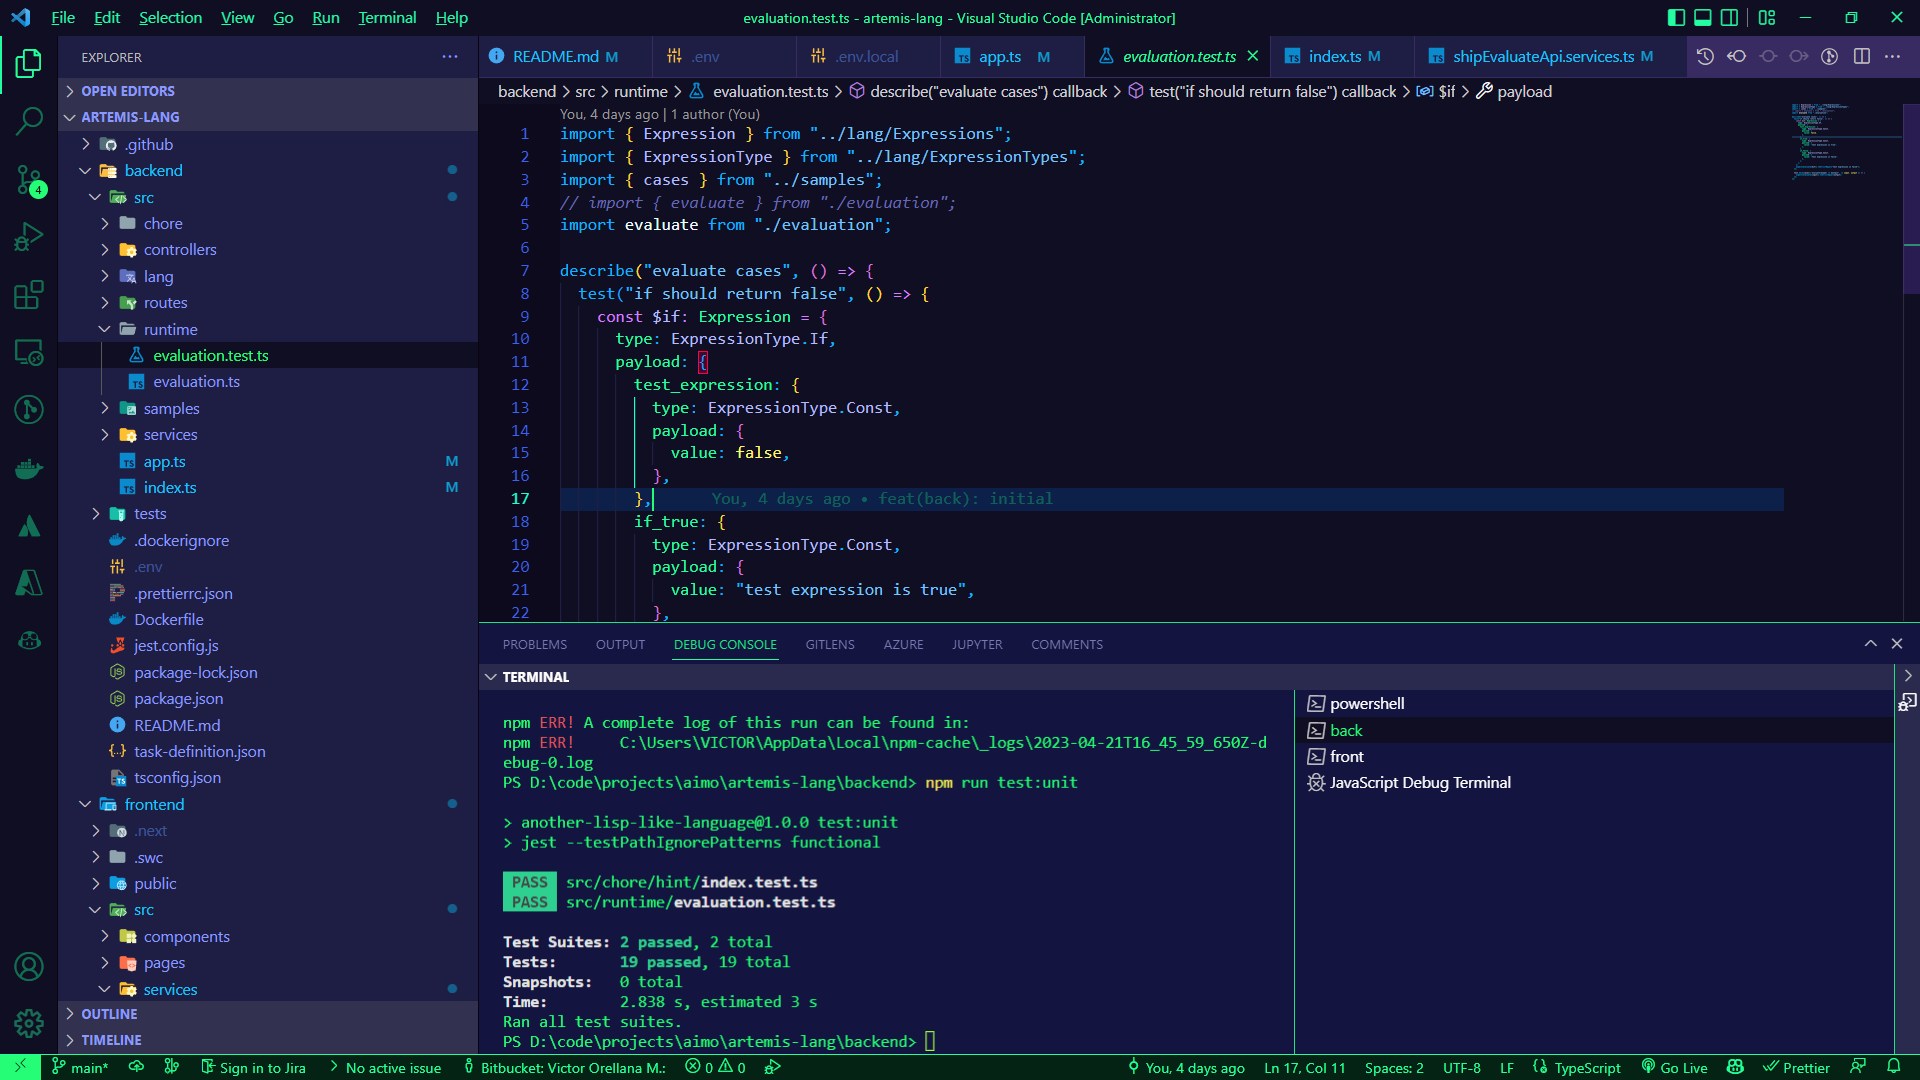 File Edit Selection View Go Run Terminal Help
evaluation.test.ts - artemis-lang - Visual Studio Code [Administrator]
EXPLORER
OPEN EDITORS
ARTEMIS-LANG
.github
backend
src
chore
controllers
lang
routes
runtime
evaluation.test.ts
evaluation.ts
samples
services
app.ts M
index.ts M
tests
.dockerignore
.env
.prettierrc.json
Dockerfile
jest.config.js
package-lock.json
package.json
README.md
task-definition.json
tsconfig.json
frontend
.next
.swc
public
src
components
pages
services
OUTLINE
TIMELINE
4
README.md M .env .env.local app.ts M evaluation.test.ts index.ts M shipEvaluateApi.services.ts M
backend > src > runtime > evaluation.test.ts > describe("evaluate cases") callback > test("if should return false") callback > $if > payload
You, 4 days ago | 1 author (You)
1 import { Expression } from "../lang/Expressions";
2 import { ExpressionType } from "../lang/ExpressionTypes";
3 import { cases } from "../samples";
4 // import { evaluate } from "./evaluation";
5 import evaluate from "./evaluation";
6
7 describe("evaluate cases", () => {
8 test("if should return false", () => {
9 const $if: Expression = {
10 type: ExpressionType.If,
11 payload: {
12 test_expression: {
13 type: ExpressionType.Const,
14 payload: {
15 value: false,
16 },
17 }, You, 4 days ago • feat(back): initial
18 if_true: {
19 type: ExpressionType.Const,
20 payload: {
21 value: "test expression is true",
22 },
PROBLEMS OUTPUT DEBUG CONSOLE GITLENS AZURE JUPYTER COMMENTS
TERMINAL
npm ERR! A complete log of this run can be found in:
npm ERR! C:\Users\VICTOR\AppData\Local\npm-cache\_logs\2023-04-21T16_45_59_650Z-d
ebug-0.log
PS D:\code\projects\aimo\artemis-lang\backend> npm run test:unit
> another-lisp-like-language@1.0.0 test:unit
> jest --testPathIgnorePatterns functional
PASS src/chore/hint/index.test.ts
PASS src/runtime/evaluation.test.ts
Test Suites: 2 passed, 2 total
Tests: 19 passed, 19 total
Snapshots: 0 total
Time: 2.838 s, estimated 3 s
Ran all test suites.
PS D:\code\projects\aimo\artemis-lang\backend>
powershell
back
front
JavaScript Debug Terminal
main* Sign in to Jira No active issue Bitbucket: Victor Orellana M.: 0 0 You, 4 days ago Ln 17, Col 11 Spaces: 2 UTF-8 LF TypeScript Go Live Prettier